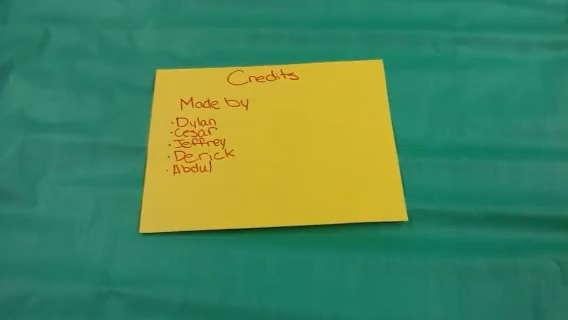 Credits
Made by
· Dylan
· Cesar
· Jeffrey
· Derick
· Abdul